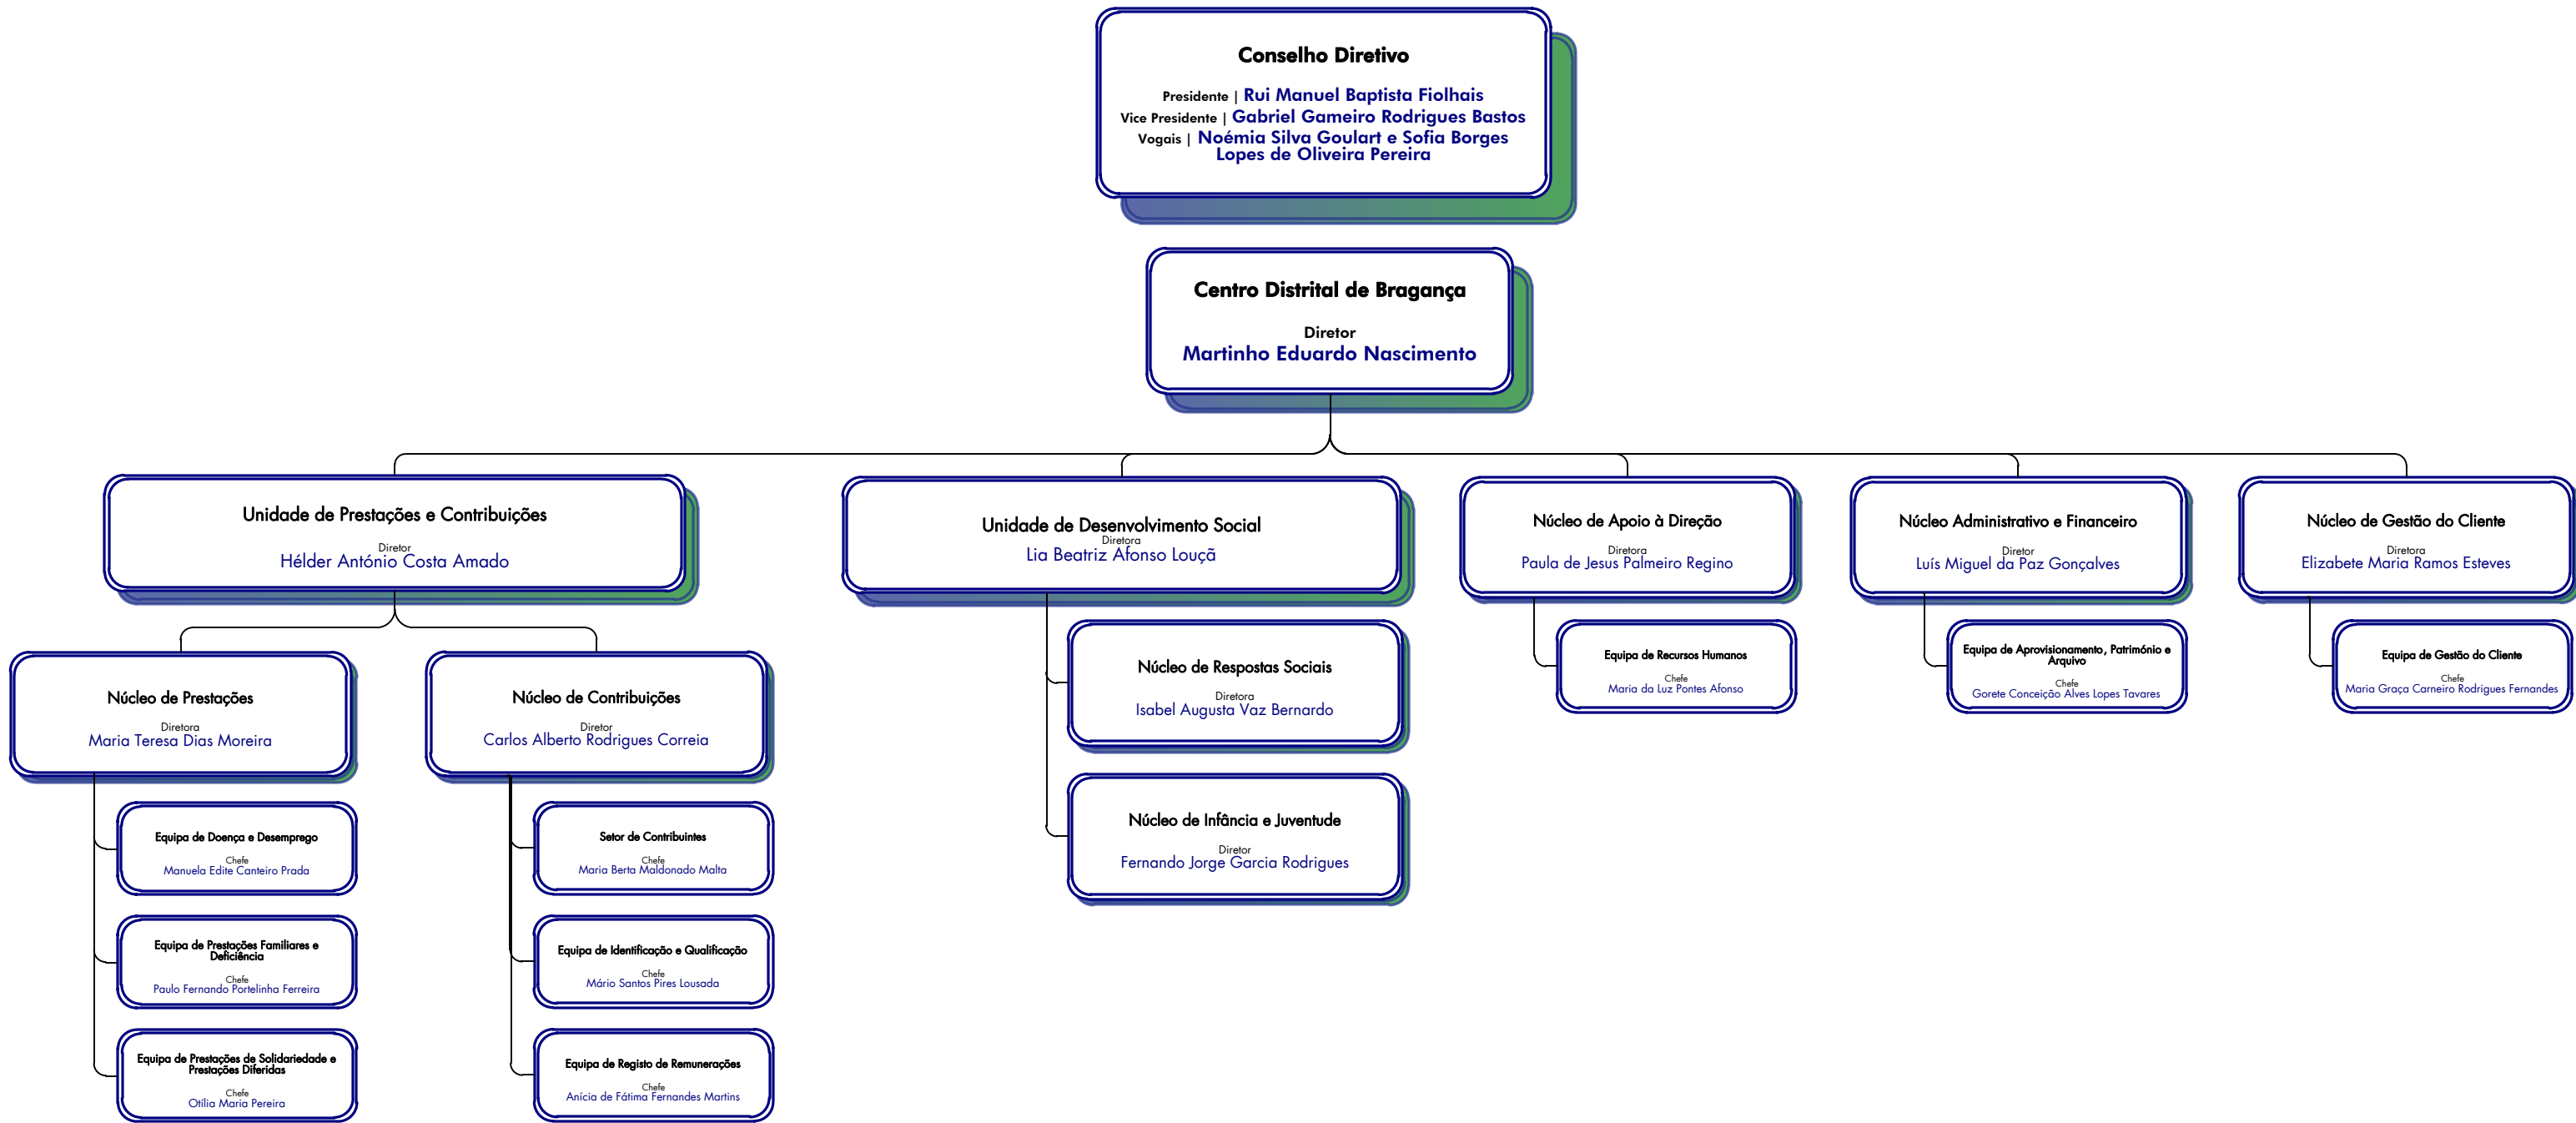 Conselho Diretivo
Presidente | Rui Manuel Baptista Fiolhais
Vice Presidente | Gabriel Gameiro Rodrigues Bastos
Vogais | Noémia Silva Goulart e Sofia Borges
Lopes de Oliveira Pereira
Centro Distrital de Bragança
Diretor
Martinho Eduardo Nascimento
Unidade de Prestações e Contribuições
Diretor
Hélder António Costa Amado
Unidade de Desenvolvimento Social
Diretora
Lia Beatriz Afonso Louçã
Núcleo de Apoio à Direção
Diretora
Paula de Jesus Palmeiro Regino
Núcleo Administrativo e Financeiro
Diretor
Luís Miguel da Paz Gonçalves
Núcleo de Gestão do Cliente
Diretora
Elizabete Maria Ramos Esteves
Núcleo de Prestações
Diretora
Maria Teresa Dias Moreira
Núcleo de Contribuições
Diretor
Carlos Alberto Rodrigues Correia
Núcleo de Respostas Sociais
Diretora
Isabel Augusta Vaz Bernardo
Equipa de Recursos Humanos
Chefe
Maria da Luz Pontes Afonso
Equipa de Aprovisionamento, Património e
Arquivo
Chefe
Gorete Conceição Alves Lopes Tavares
Equipa de Gestão do Cliente
Chefe
Maria Graça Carneiro Rodrigues Fernandes
Núcleo de Infância e Juventude
Diretor
Fernando Jorge Garcia Rodrigues
Equipa de Doença e Desemprego
Chefe
Manuela Edite Canteiro Prada
Setor de Contribuintes
Chefe
Maria Berta Maldonado Malta
Equipa de Prestações Familiares e
Deficiência
Chefe
Paulo Fernando Portelinha Ferreira
Equipa de Identificação e Qualificação
Chefe
Mário Santos Pires Lousada
Equipa de Prestações de Solidariedade e
Prestações Diferidas
Chefe
Otília Maria Pereira
Equipa de Registo de Remunerações
Chefe
Anícia de Fátima Fernandes Martins